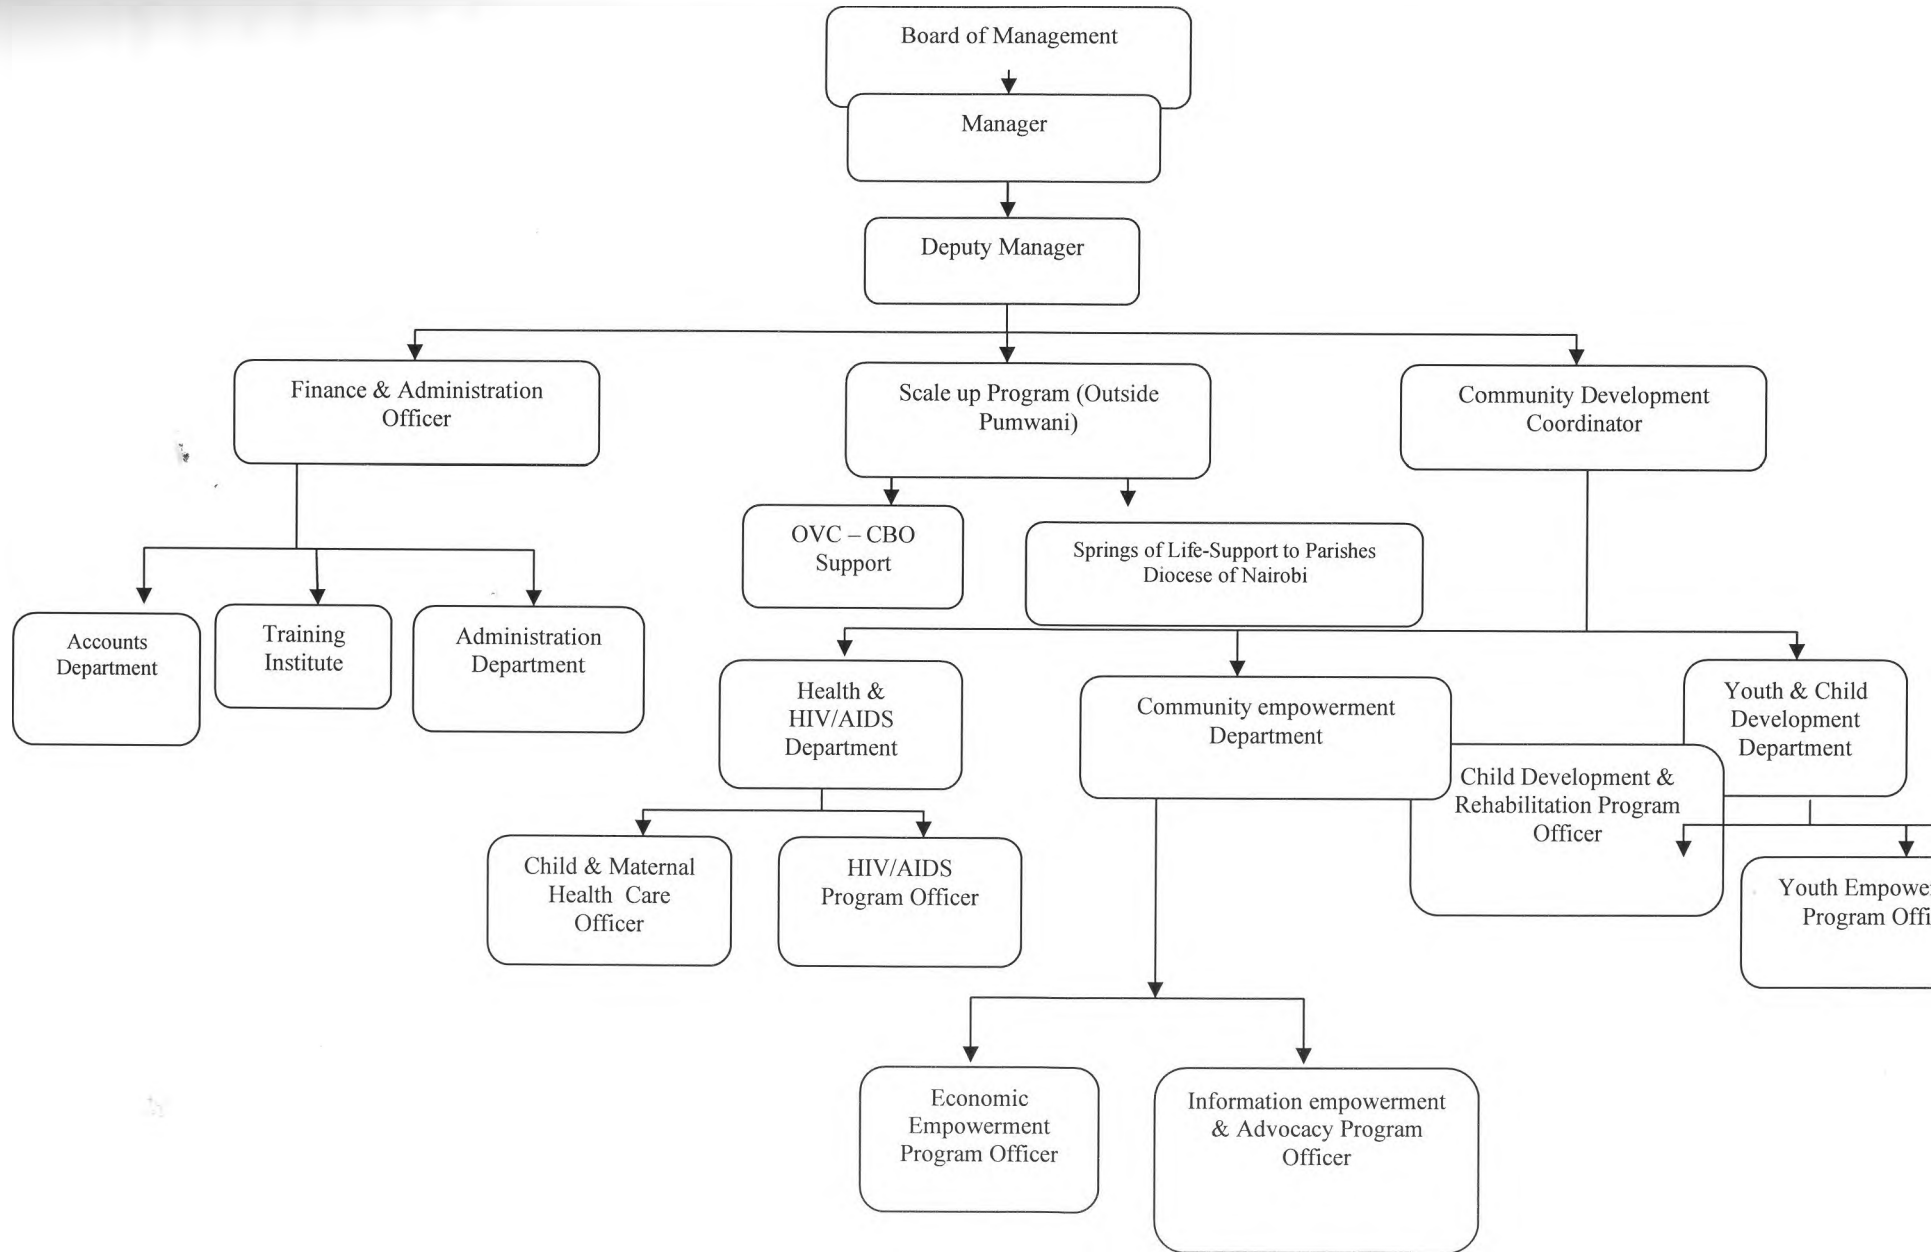 Board of Management
Manager
Deputy Manager
Finance & Administration
Officer
Scale up Program (Outside
Pumwani)
Community Development
Coordinator
OVC – CBO
Support
Springs of Life-Support to Parishes
Diocese of Nairobi
Accounts
Department
Training
Institute
Administration
Department
Health &
HIV/AIDS
Department
Community empowerment
Department
Youth & Child
Development
Department
Child Development &
Rehabilitation Program
Officer
Child & Maternal
Health Care
Officer
HIV/AIDS
Program Officer
Youth
Program
Economic
Empowerment
Program Officer
Information empowerment
& Advocacy Program
Officer